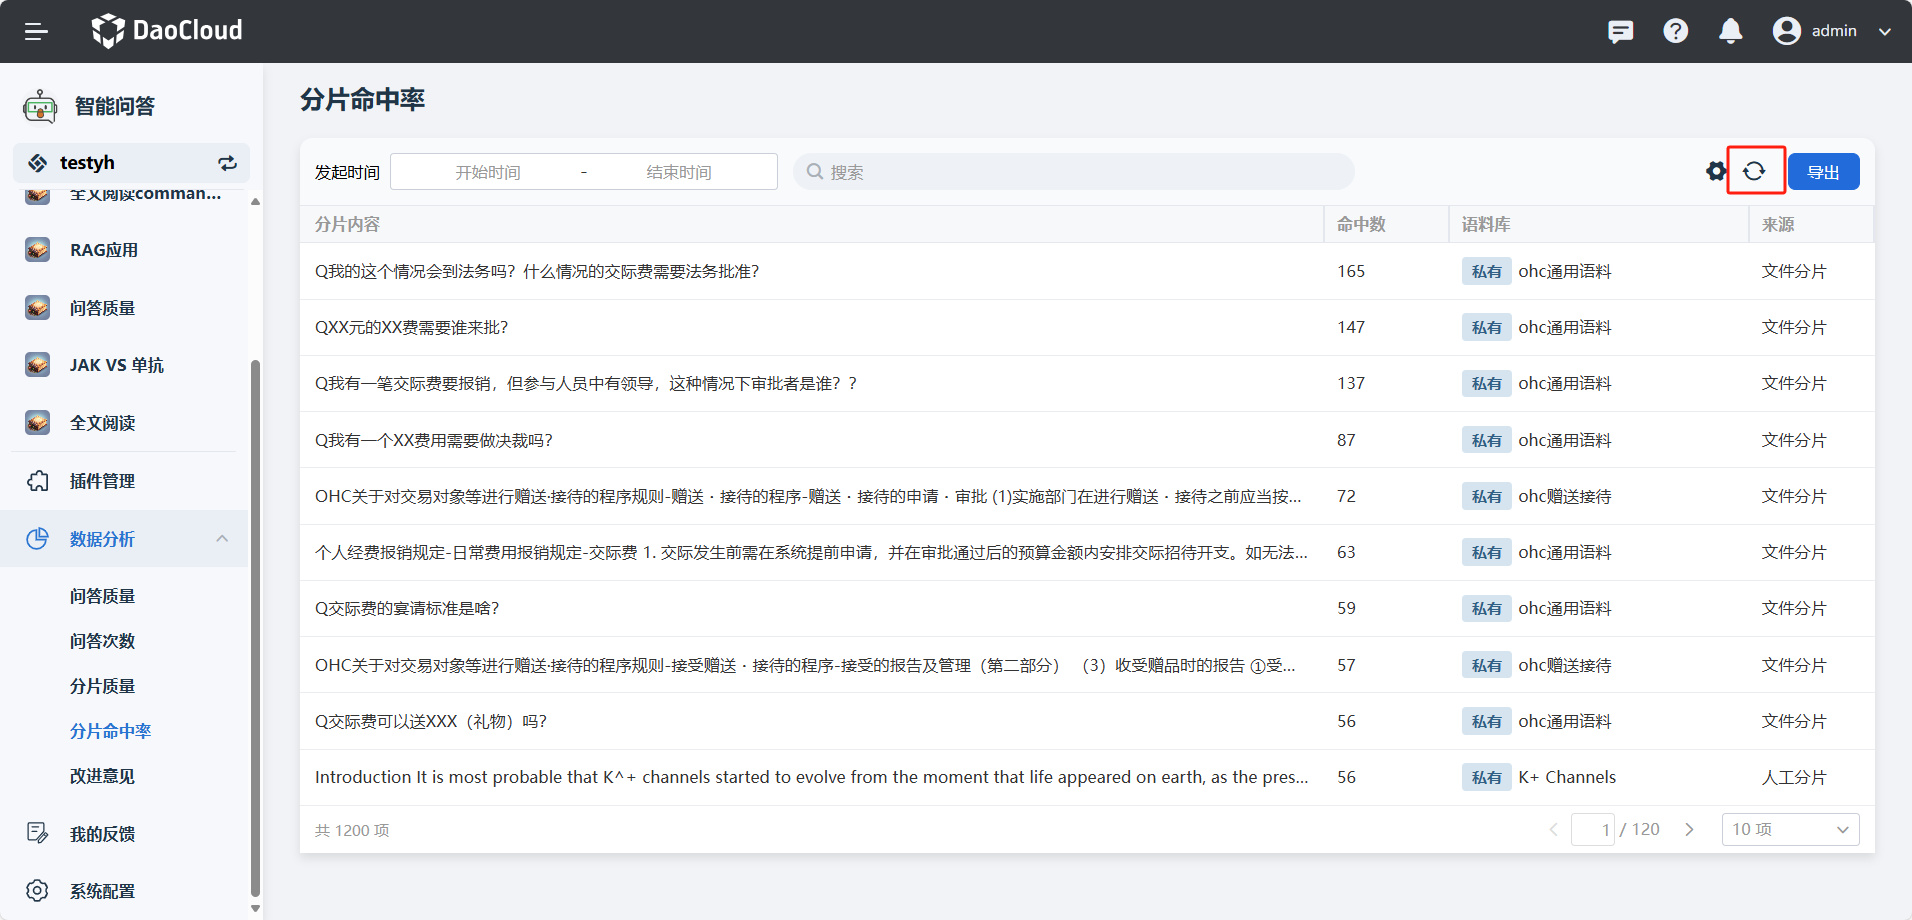 DaoCloud
admin
智能问答
testyh
全文阅读comman...
RAG应用
问答质量
JAK VS 单抗
全文阅读
插件管理
数据分析
问答质量
问答次数
分片质量
分片命中率
改进意见
我的反馈
系统配置
分片命中率
发起时间 开始时间 - 结束时间 搜索 导出
分片内容 命中数 语料库 来源
Q我的这个情况会到法务吗？什么情况的交际费需要法务批准？ 165 私有 ohc通用语料 文件分片
QXX元的XX费需要谁来批？ 147 私有 ohc通用语料 文件分片
Q我有一笔交际费要报销，但参与人员中有领导，这种情况下审批者是谁？？ 137 私有 ohc通用语料 文件分片
Q我有一个XX费用需要做决裁吗？ 87 私有 ohc通用语料 文件分片
OHC关于对交易对象等进行赠送·接待的程序规则-赠送・接待的程序-赠送・接待的申请・审批 (1)实施部门在进行赠送・接待之前应当按... 72 私有 ohc赠送接待 文件分片
个人经费报销规定-日常费用报销规定-交际费 1. 交际发生前需在系统提前申请，并在审批通过后的预算金额内安排交际招待开支。如无法... 63 私有 ohc通用语料 文件分片
Q交际费的宴请标准是啥？ 59 私有 ohc通用语料 文件分片
OHC关于对交易对象等进行赠送·接待的程序规则-接受赠送・接待的程序-接受的报告及管理（第二部分） （3）收受赠品时的报告 ①受... 57 私有 ohc赠送接待 文件分片
Q交际费可以送XXX（礼物）吗？ 56 私有 ohc通用语料 文件分片
Introduction It is most probable that K^+ channels started to evolve from the moment that life appeared on earth, as the pres... 56 私有 K+ Channels 人工分片
共 1200 项 1 / 120 10 项